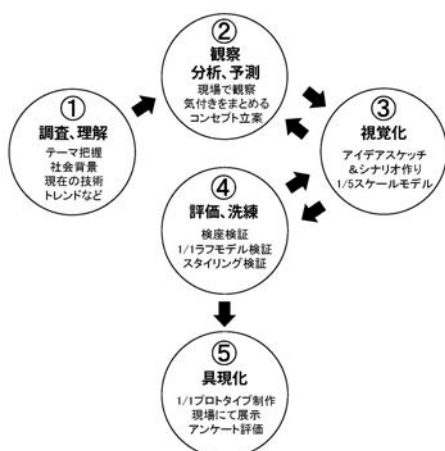 ①
調査、理解
テーマ把握
社会背景
現在の技術
トレンドなど
②
観察
分析、予測
現場で観察
気付きをまとめる
コンセプト立案
③
視覚化
アイデアスケッチ
&シナリオ作り
1/5スケールモデル
④
評価、洗練
検座検証
1/1ラフモデル検証
スタイリング検証
⑤
具現化
1/1プロトタイプ制作
現場にて展示
アンケート評価